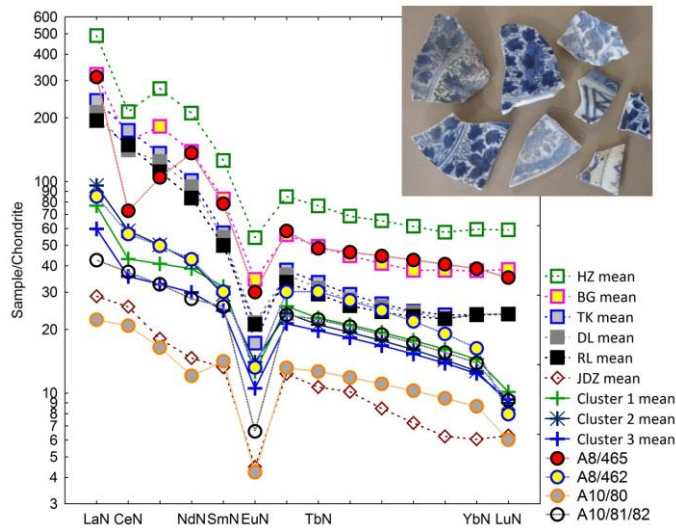 Sample/Chondrite
600
500
400
300
200
100
90
80
70
60
50
40
30
20
10
9
8
7
6
5
4
3
LaN CeN NdN SmN EuN TbN YbN LuN
HZ mean
BG mean
TK mean
DL mean
RL mean
JDZ mean
Cluster 1 mean
Cluster 2 mean
Cluster 3 mean
A8/465
A8/462
A10/80
A10/81/82